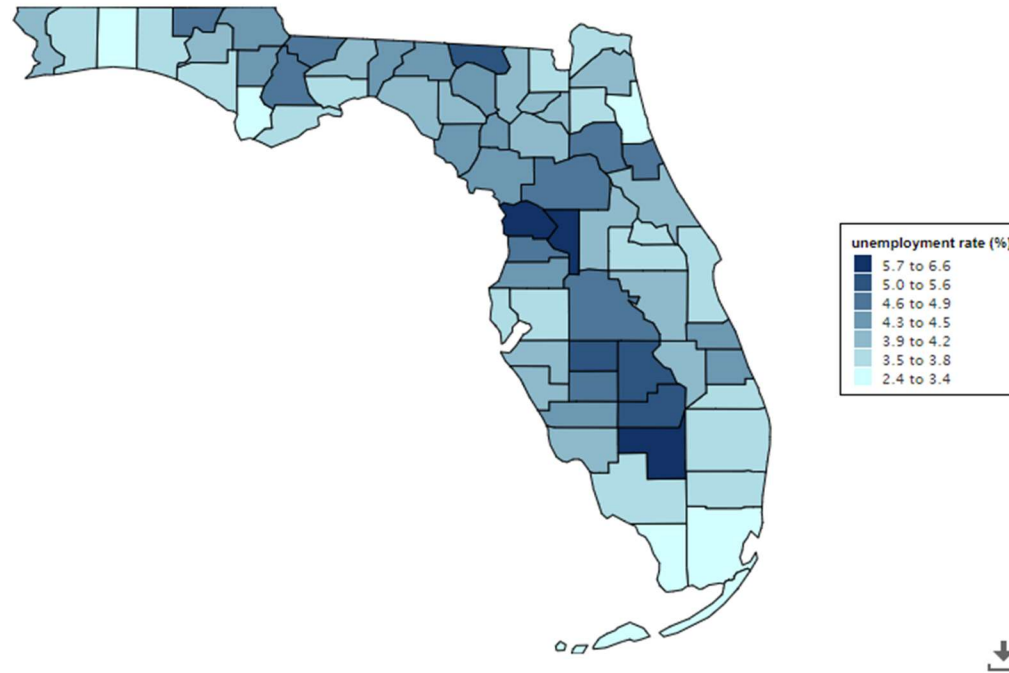 unemployment rate (%)
5.7 to 6.6
5.0 to 5.6
4.6 to 4.9
4.3 to 4.5
3.9 to 4.2
3.5 to 3.8
2.4 to 3.4